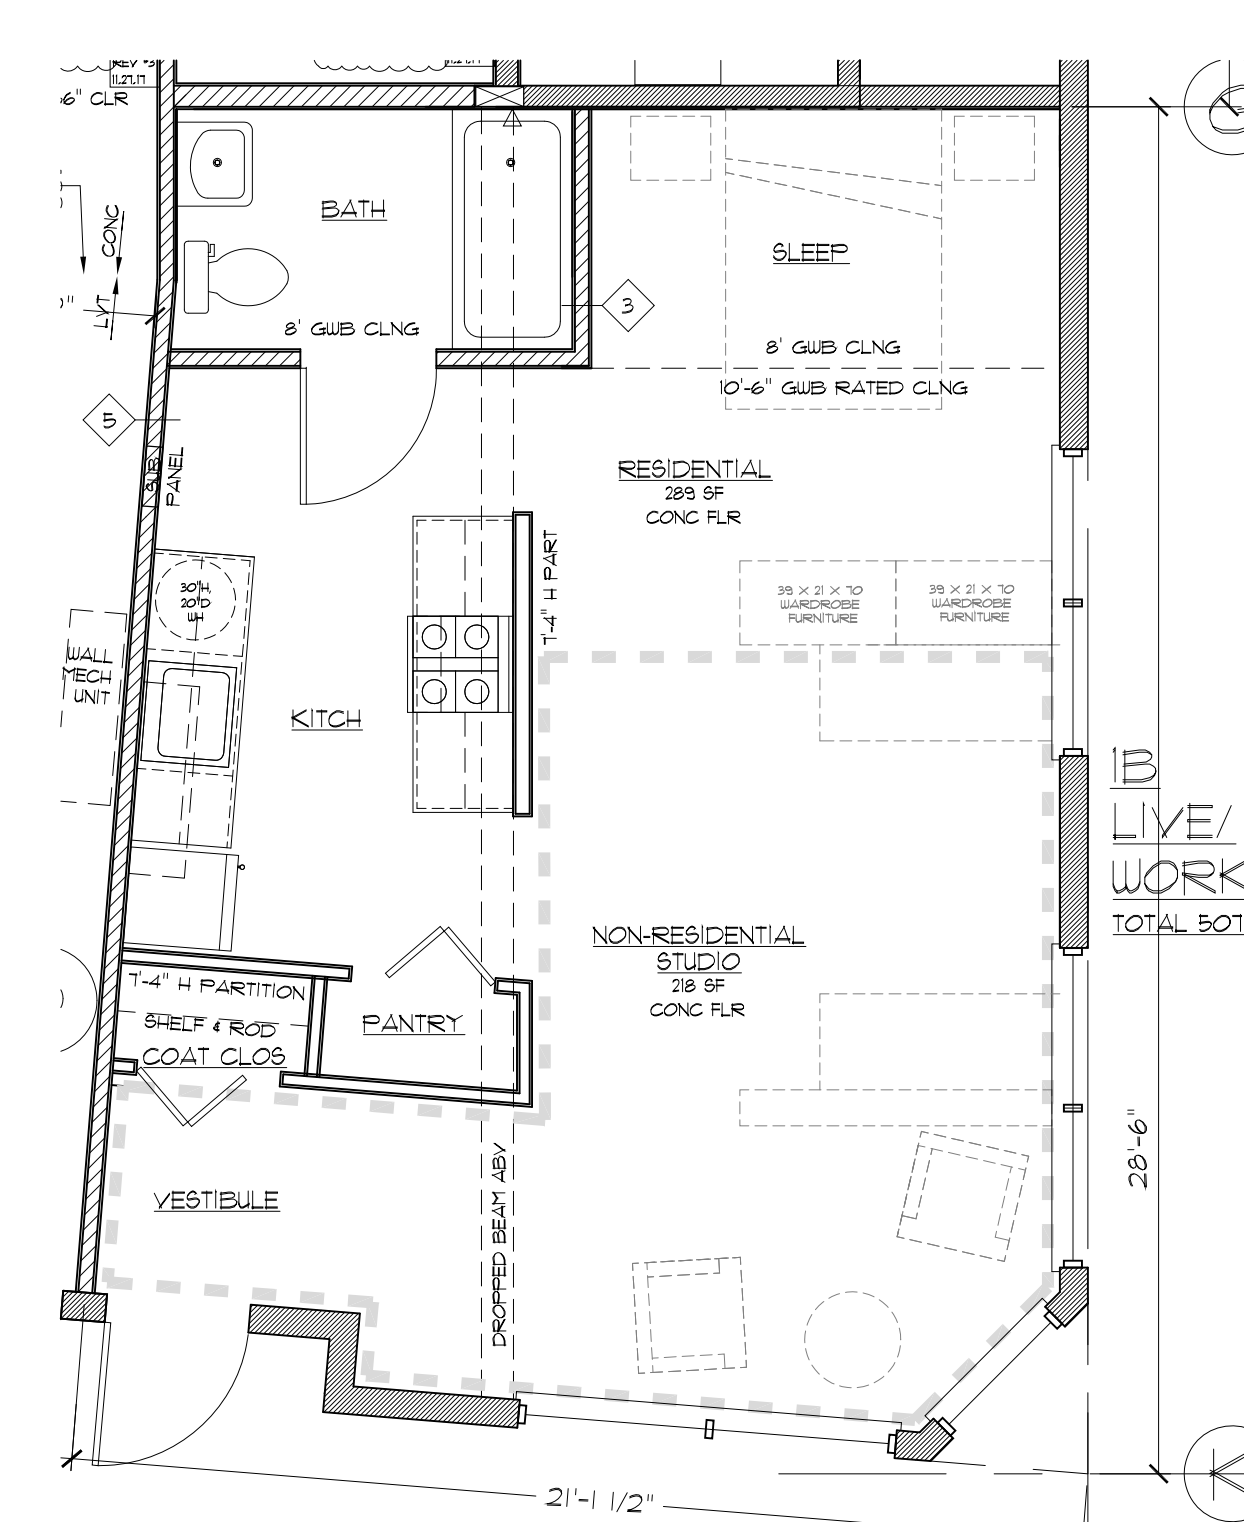 REV #3
11.27.17
6" CLR
CONC
LVT
BATH
8' GWB CLNG
SLEEP
3
8' GWB CLNG
10'-6" GWB RATED CLNG
5
SUB
PANEL
RESIDENTIAL
289 SF
CONC FLR
7'-4" H PART
30"H,
20"D
WH
39 X 21 X 70
WARDROBE
FURNITURE
39 X 21 X 70
WARDROBE
FURNITURE
WALL
MECH
UNIT
KITCH
1B
LIVE/
WORK
TOTAL 507
NON-RESIDENTIAL
STUDIO
218 SF
CONC FLR
7'-4" H PARTITION
SHELF & ROD
COAT CLOS
PANTRY
VESTIBULE
DROPPED BEAM ABV
28'-6"
21'-1 1/2"
K